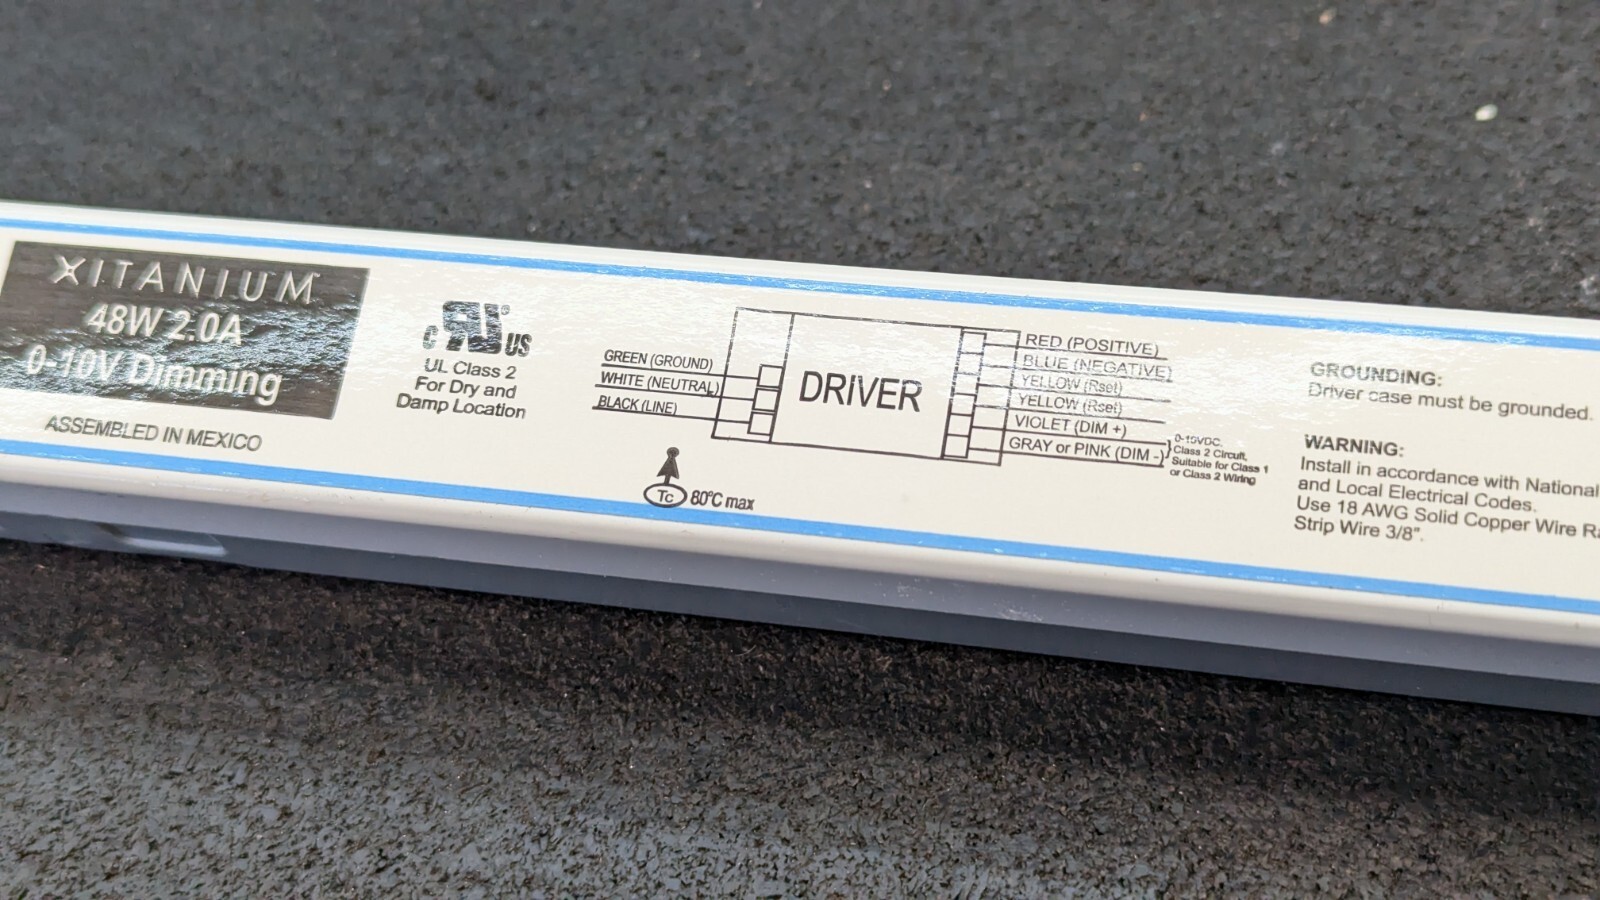 XITANIUM
48W 2.0A
0-10V Dimming
ASSEMBLED IN MEXICO
c RU US
UL Class 2
For Dry and
Damp Location
GREEN (GROUND)
WHITE (NEUTRAL)
BLACK (LINE)
DRIVER
Tc 80°C max
RED (POSITIVE)
BLUE (NEGATIVE)
YELLOW (Rset)
YELLOW (Rset)
VIOLET (DIM +)
GRAY or PINK (DIM -)
0-10VDC,
Class 2 Circuit,
Suitable for Class 1
or Class 2 Wiring
GROUNDING:
Driver case must be grounded.
WARNING:
Install in accordance with National
and Local Electrical Codes.
Use 18 AWG Solid Copper Wire
Strip Wire 3/8".